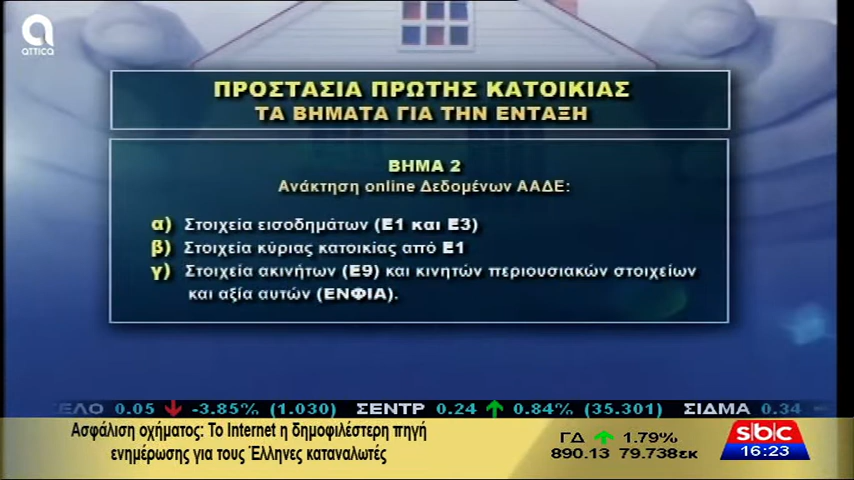 attica
ΠΡΟΣΤΑΣΙΑ ΠΡΩΤΗΣ ΚΑΤΟΙΚΙΑΣ
ΤΑ ΒΗΜΑΤΑ ΓΙΑ ΤΗΝ ΕΝΤΑΞΗ
ΒΗΜΑ 2
Ανάκτηση online Δεδομένων ΑΑΔΕ:
α) Στοιχεία εισοδημάτων (Ε1 και Ε3)
β) Στοιχεία κύριας κατοικίας από Ε1
γ) Στοιχεία ακινήτων (Ε9) και κινητών περιουσιακών στοιχείων
και αξία αυτών (ΕΝΦΙΑ).
ΕΛΟ 0.05 -3.85% (1.030) ΣΕΝΤΡ 0.24 0.84% (35.301) ΣΙΔΜΑ 0.34
Ασφάλιση οχήματος: Το Internet η δημοφιλέστερη πηγή
ενημέρωσης για τους Έλληνες καταναλωτές
ΓΔ 1.79%
890.13 79.738εκ
sbc
16:23